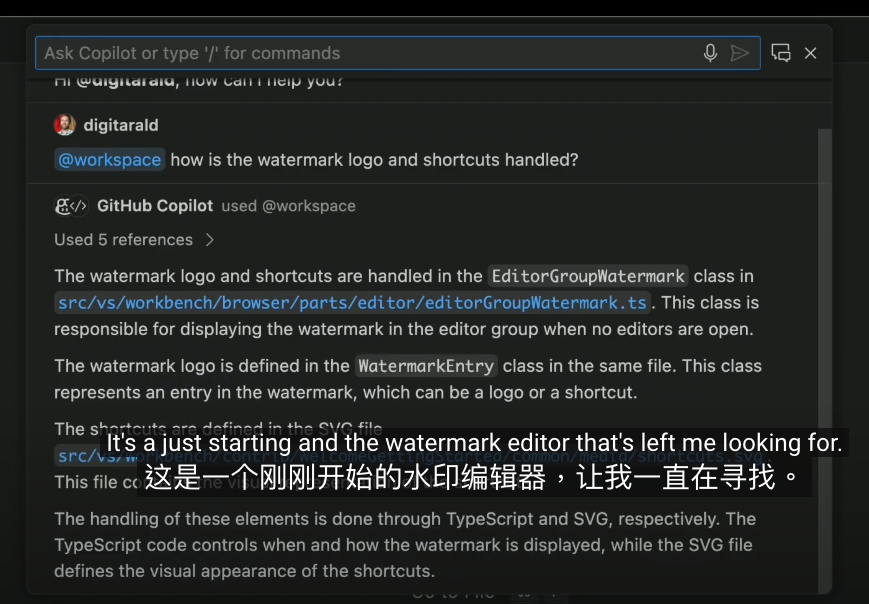 Ask Copilot or type '/' for commands
Hi @digitarald, how can I help you?
digitarald
@workspace how is the watermark logo and shortcuts handled?
GitHub Copilot used @workspace
Used 5 references
The watermark logo and shortcuts are handled in the EditorGroupWatermark class in
src/vs/workbench/browser/parts/editor/editorGroupWatermark.ts. This class is
responsible for displaying the watermark in the editor group when no editors are open.
The watermark logo is defined in the WatermarkEntry class in the same file. This class
represents an entry in the watermark, which can be a logo or a shortcut.
The shortcuts are defined in the SVG file
It's a just starting and the watermark editor that's left me looking for.
src/vs/workbench/contrib/welcomeGettingStarted/common/media/shortcuts.svg.
这是一个刚刚开始的水印编辑器，让我一直在寻找。
This file
The handling of these elements is done through TypeScript and SVG, respectively. The
TypeScript code controls when and how the watermark is displayed, while the SVG file
defines the visual appearance of the shortcuts.
Go to File